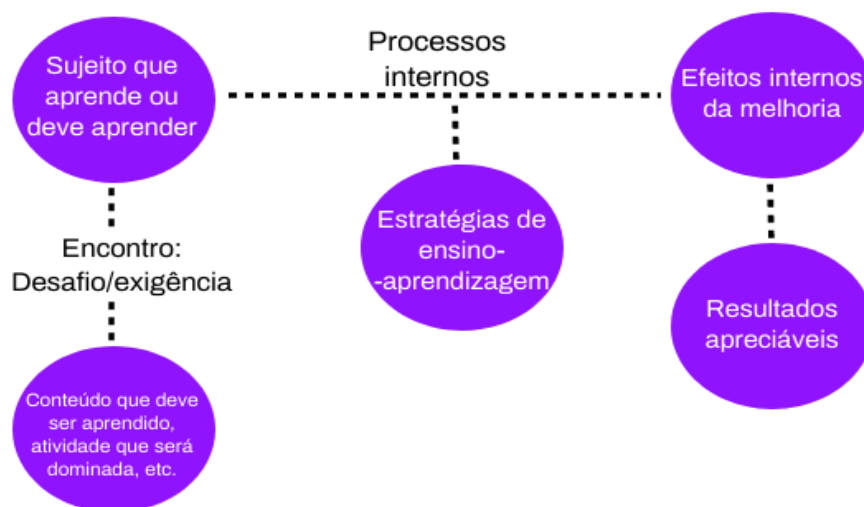 Sujeito que
aprende ou
deve aprender
Processos
internos
Efeitos internos
da melhoria
Encontro:
Desafio/exigência
Estratégias de
ensino-
-aprendizagem
Resultados
apreciáveis
Conteúdo que deve
ser aprendido,
atividade que será
dominada, etc.